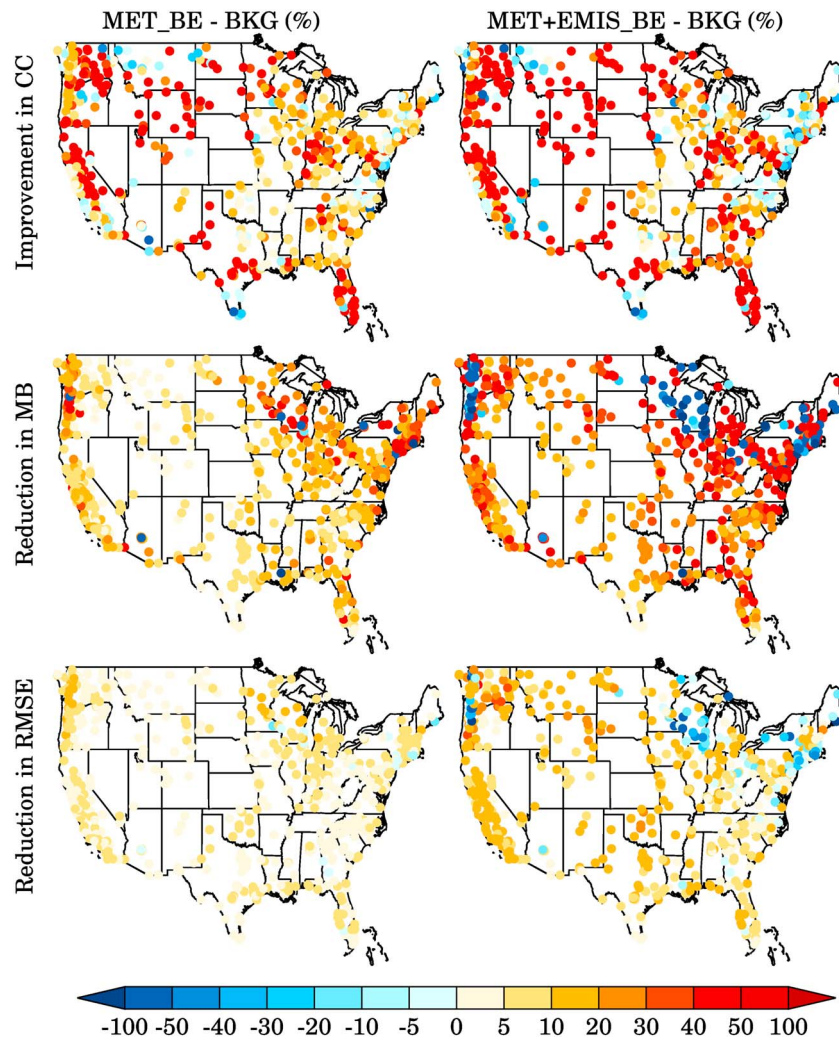 MET_BE - BKG (%)
MET+EMIS_BE - BKG (%)
Improvement in CC
Reduction in MB
Reduction in RMSE
-100 -50 -40 -30 -20 -10 -5 0 5 10 20 30 40 50 100